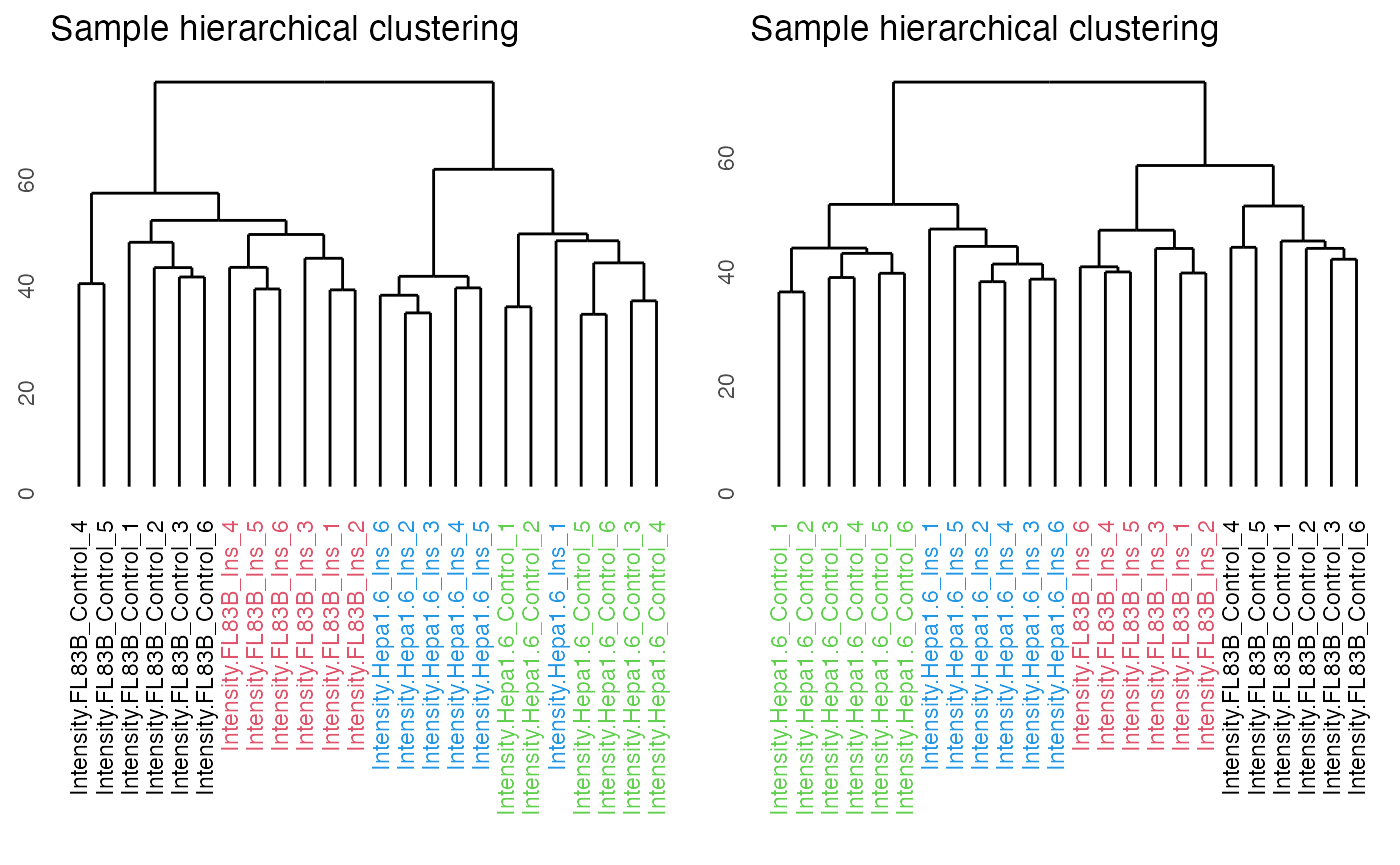 Sample hierarchical clustering
60
40
20
0
Intensity.FL83B_Control_4
Intensity.FL83B_Control_5
Intensity.FL83B_Control_1
Intensity.FL83B_Control_2
Intensity.FL83B_Control_3
Intensity.FL83B_Control_6
Intensity.FL83B_Ins_4
Intensity.FL83B_Ins_5
Intensity.FL83B_Ins_6
Intensity.FL83B_Ins_3
Intensity.FL83B_Ins_1
Intensity.FL83B_Ins_2
Intensity.Hepa1.6_Ins_6
Intensity.Hepa1.6_Ins_2
Intensity.Hepa1.6_Ins_3
Intensity.Hepa1.6_Ins_4
Intensity.Hepa1.6_Ins_5
Intensity.Hepa1.6_Control_1
Intensity.Hepa1.6_Control_2
Intensity.Hepa1.6_Ins_1
Intensity.Hepa1.6_Control_5
Intensity.Hepa1.6_Control_6
Intensity.Hepa1.6_Control_3
Intensity.Hepa1.6_Control_4
Sample hierarchical clustering
60
40
20
0
Intensity.Hepa1.6_Control_1
Intensity.Hepa1.6_Control_2
Intensity.Hepa1.6_Control_3
Intensity.Hepa1.6_Control_4
Intensity.Hepa1.6_Control_5
Intensity.Hepa1.6_Control_6
Intensity.Hepa1.6_Ins_1
Intensity.Hepa1.6_Ins_5
Intensity.Hepa1.6_Ins_2
Intensity.Hepa1.6_Ins_4
Intensity.Hepa1.6_Ins_3
Intensity.Hepa1.6_Ins_6
Intensity.FL83B_Ins_6
Intensity.FL83B_Ins_4
Intensity.FL83B_Ins_5
Intensity.FL83B_Ins_3
Intensity.FL83B_Ins_1
Intensity.FL83B_Ins_2
Intensity.FL83B_Control_4
Intensity.FL83B_Control_5
Intensity.FL83B_Control_1
Intensity.FL83B_Control_2
Intensity.FL83B_Control_3
Intensity.FL83B_Control_6